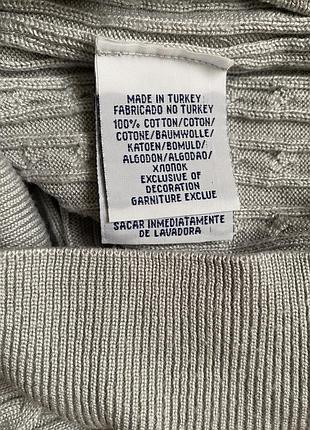 MADE IN TURKEY
FABRICADO NO TURKEY
100% COTTON/COTON/
COTONE/BAUMWOLLE/
KATOEN/BOMULD/
ALGODON/ALGODAO/
ХЛОПОК
EXCLUSIVE OF
DECORATION
GARNITURE EXCLUE
SACAR INMEDIATAMENTE
DE LAVADORA